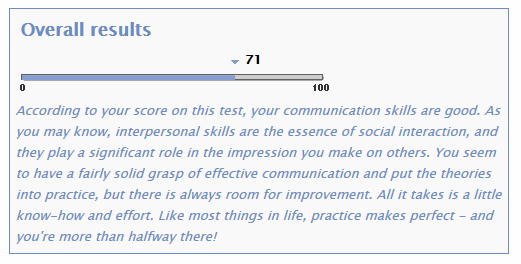 Overall results
71
0 100
According to your score on this test, your communication skills are good. As
you may know, interpersonal skills are the essence of social interaction, and
they play a significant role in the impression you make on others. You seem
to have a fairly solid grasp of effective communication and put the theories
into practice, but there is always room for improvement. All it takes is a little
know-how and effort. Like most things in life, practice makes perfect - and
you're more than halfway there!